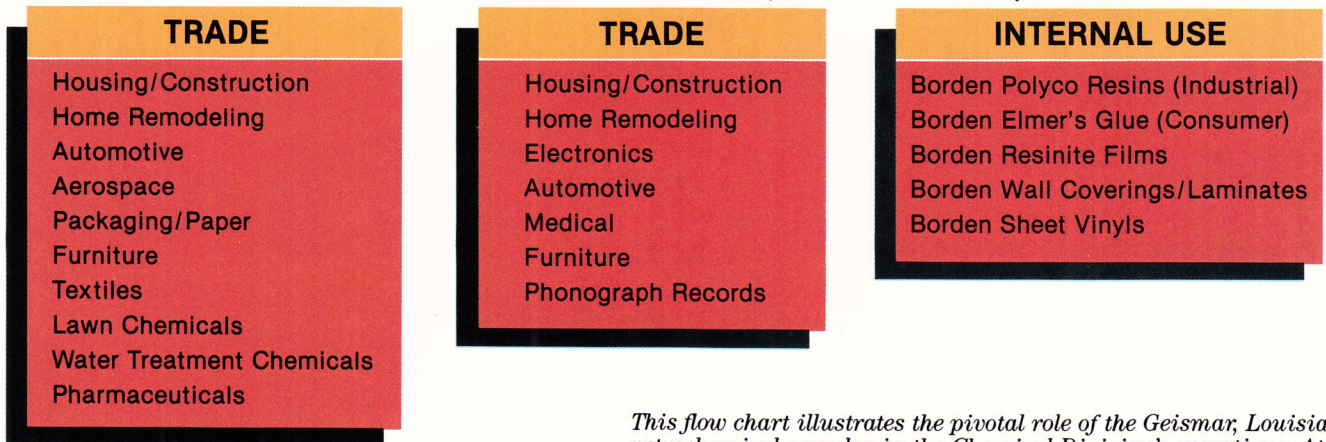 TRADE
Housing/Construction
Home Remodeling
Automotive
Aerospace
Packaging/Paper
Furniture
Textiles
Lawn Chemicals
Water Treatment Chemicals
Pharmaceuticals
TRADE
Housing/Construction
Home Remodeling
Electronics
Automotive
Medical
Furniture
Phonograph Records
INTERNAL USE
Borden Polyco Resins (Industrial)
Borden Elmer's Glue (Consumer)
Borden Resinite Films
Borden Wall Coverings/Laminates
Borden Sheet Vinyls
This flow chart illustrates the pivotal role of the Geismar, Louisia